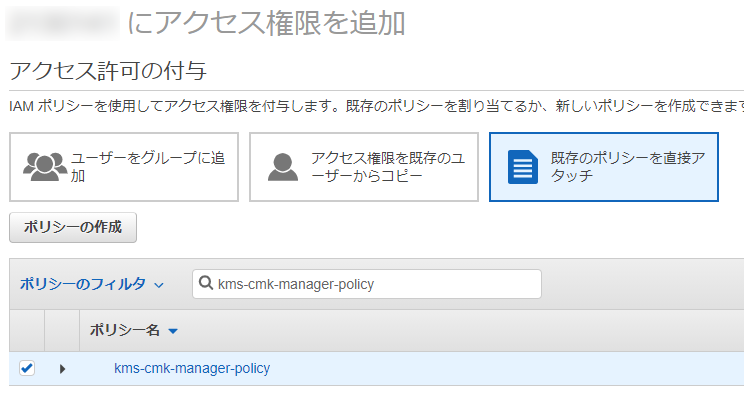 にアクセス権限を追加
アクセス許可の付与
IAM ポリシーを使用してアクセス権限を付与します。既存のポリシーを割り当てるか、新しいポリシーを作成できます
ユーザーをグループに追
加
アクセス権限を既存のユ
ーザーからコピー
既存のポリシーを直接ア
タッチ
ポリシーの作成
ポリシーのフィルタ
kms-cmk-manager-policy
ポリシー名
kms-cmk-manager-policy